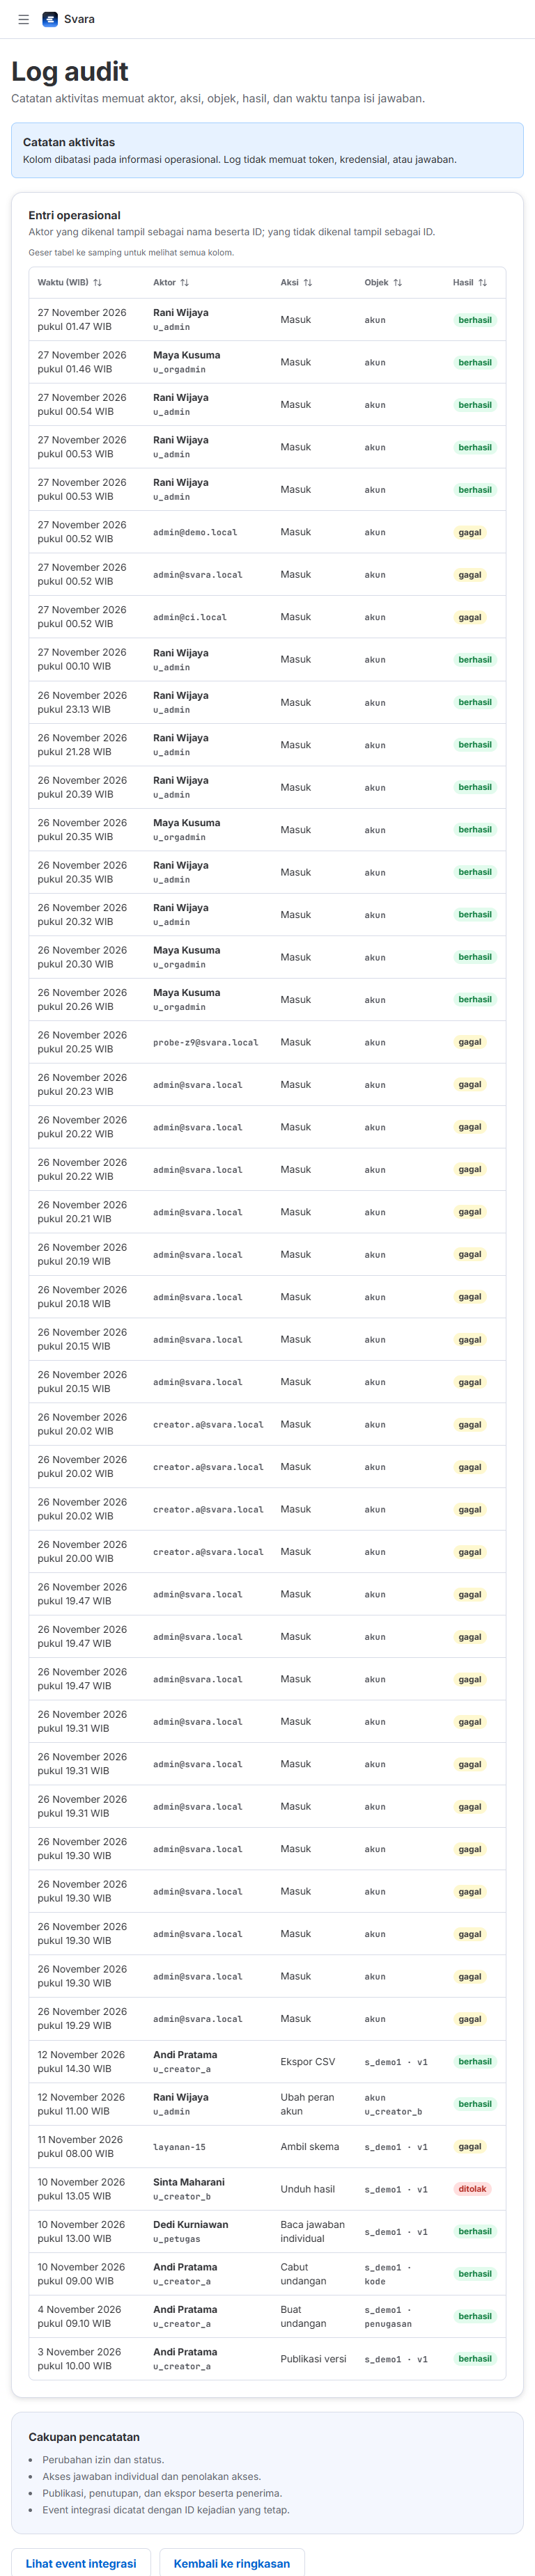 Svara
Log audit
Catatan aktivitas memuat aktor, aksi, objek, hasil, dan waktu tanpa isi jawaban.
Catatan aktivitas
Kolom dibatasi pada informasi operasional. Log tidak memuat token, kredensial, atau jawaban.
Entri operasional
Aktor yang dikenal tampil sebagai nama beserta ID; yang tidak dikenal tampil sebagai ID.
Geser tabel ke samping untuk melihat semua kolom.
Waktu (WIB) Aktor Aksi Objek Hasil
27 November 2026 Rani Wijaya
pukul 01.47 WIB u_admin Masuk akun berhasil
27 November 2026 Maya Kusuma
pukul 01.46 WIB u_orgadmin Masuk akun berhasil
27 November 2026 Rani Wijaya
pukul 00.54 WIB u_admin Masuk akun berhasil
27 November 2026 Rani Wijaya
pukul 00.53 WIB u_admin Masuk akun berhasil
27 November 2026 Rani Wijaya
pukul 00.53 WIB u_admin Masuk akun berhasil
27 November 2026
pukul 00.52 WIB admin@demo.local Masuk akun gagal
27 November 2026
pukul 00.52 WIB admin@svara.local Masuk akun gagal
27 November 2026
pukul 00.52 WIB admin@ci.local Masuk akun gagal
27 November 2026 Rani Wijaya
pukul 00.10 WIB u_admin Masuk akun berhasil
26 November 2026 Rani Wijaya
pukul 23.13 WIB u_admin Masuk akun berhasil
26 November 2026 Rani Wijaya
pukul 21.28 WIB u_admin Masuk akun berhasil
26 November 2026 Rani Wijaya
pukul 20.39 WIB u_admin Masuk akun berhasil
26 November 2026 Maya Kusuma
pukul 20.35 WIB u_orgadmin Masuk akun berhasil
26 November 2026 Rani Wijaya
pukul 20.35 WIB u_admin Masuk akun berhasil
26 November 2026 Rani Wijaya
pukul 20.32 WIB u_admin Masuk akun berhasil
26 November 2026 Maya Kusuma
pukul 20.30 WIB u_orgadmin Masuk akun berhasil
26 November 2026 Maya Kusuma
pukul 20.26 WIB u_orgadmin Masuk akun berhasil
26 November 2026
pukul 20.25 WIB probe-z9@svara.local Masuk akun gagal
26 November 2026
pukul 20.23 WIB admin@svara.local Masuk akun gagal
26 November 2026
pukul 20.22 WIB admin@svara.local Masuk akun gagal
26 November 2026
pukul 20.22 WIB admin@svara.local Masuk akun gagal
26 November 2026
pukul 20.21 WIB admin@svara.local Masuk akun gagal
26 November 2026
pukul 20.19 WIB admin@svara.local Masuk akun gagal
26 November 2026
pukul 20.18 WIB admin@svara.local Masuk akun gagal
26 November 2026
pukul 20.15 WIB admin@svara.local Masuk akun gagal
26 November 2026
pukul 20.15 WIB admin@svara.local Masuk akun gagal
26 November 2026
pukul 20.02 WIB creator.a@svara.local Masuk akun gagal
26 November 2026
pukul 20.02 WIB creator.a@svara.local Masuk akun gagal
26 November 2026
pukul 20.02 WIB creator.a@svara.local Masuk akun gagal
26 November 2026
pukul 20.00 WIB creator.a@svara.local Masuk akun gagal
26 November 2026
pukul 19.47 WIB admin@svara.local Masuk akun gagal
26 November 2026
pukul 19.47 WIB admin@svara.local Masuk akun gagal
26 November 2026
pukul 19.47 WIB admin@svara.local Masuk akun gagal
26 November 2026
pukul 19.31 WIB admin@svara.local Masuk akun gagal
26 November 2026
pukul 19.31 WIB admin@svara.local Masuk akun gagal
26 November 2026
pukul 19.31 WIB admin@svara.local Masuk akun gagal
26 November 2026
pukul 19.30 WIB admin@svara.local Masuk akun gagal
26 November 2026
pukul 19.30 WIB admin@svara.local Masuk akun gagal
26 November 2026
pukul 19.30 WIB admin@svara.local Masuk akun gagal
26 November 2026
pukul 19.30 WIB admin@svara.local Masuk akun gagal
26 November 2026
pukul 19.29 WIB admin@svara.local Masuk akun gagal
12 November 2026 Andi Pratama
pukul 14.30 WIB u_creator_a Ekspor CSV s_demo1 · v1 berhasil
12 November 2026 Rani Wijaya Ubah peran akun
pukul 11.00 WIB u_admin akun u_creator_b berhasil
11 November 2026
pukul 08.00 WIB layanan-15 Ambil skema s_demo1 · v1 gagal
10 November 2026 Sinta Maharani
pukul 13.05 WIB u_creator_b Unduh hasil s_demo1 · v1 ditolak
10 November 2026 Dedi Kurniawan Baca jawaban
pukul 13.00 WIB u_petugas individual s_demo1 · v1 berhasil
10 November 2026 Andi Pratama Cabut s_demo1 ·
pukul 09.00 WIB u_creator_a undangan kode berhasil
4 November 2026 Andi Pratama Buat s_demo1 ·
pukul 09.10 WIB u_creator_a undangan penugasan berhasil
3 November 2026 Andi Pratama
pukul 10.00 WIB u_creator_a Publikasi versi s_demo1 · v1 berhasil
Cakupan pencatatan
• Perubahan izin dan status.
• Akses jawaban individual dan penolakan akses.
• Publikasi, penutupan, dan ekspor beserta penerima.
• Event integrasi dicatat dengan ID kejadian yang tetap.
Lihat event integrasi Kembali ke ringkasan